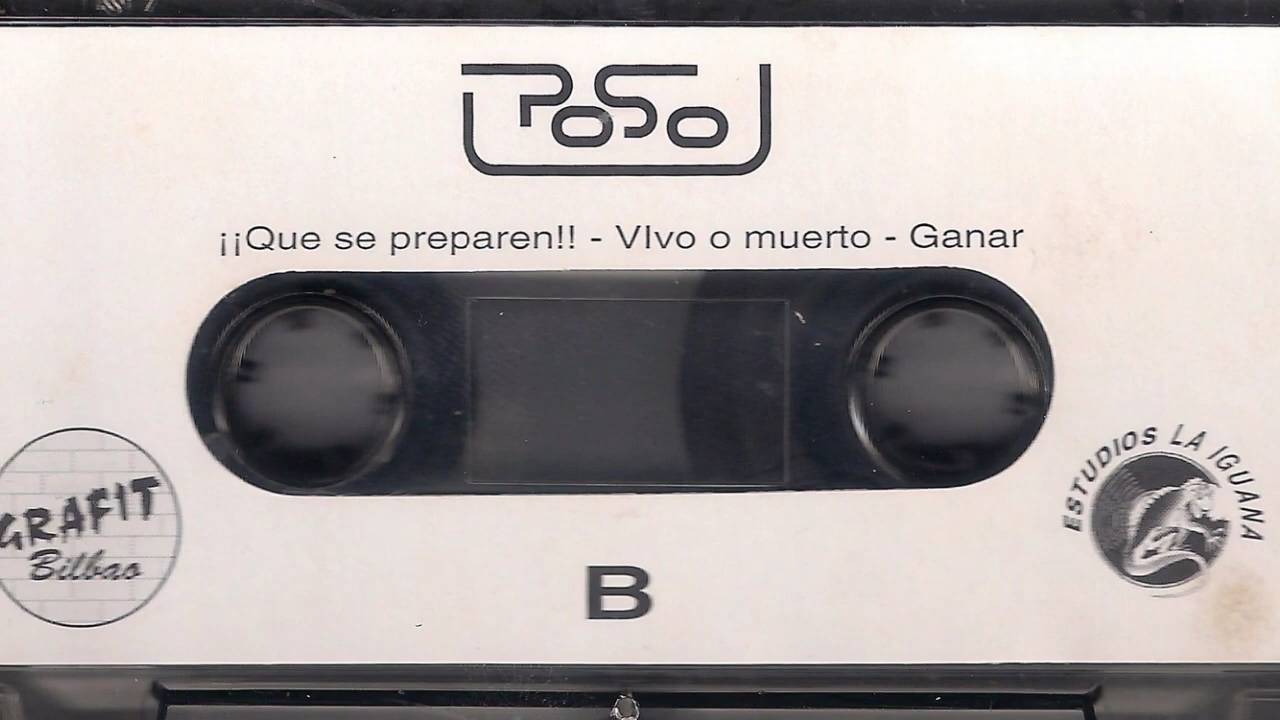 PoSo
¡¡Que se preparen!! - VIvo o muerto - Ganar
GRAFIT
Bilbao
ESTUDIOS LA IGUANA
B